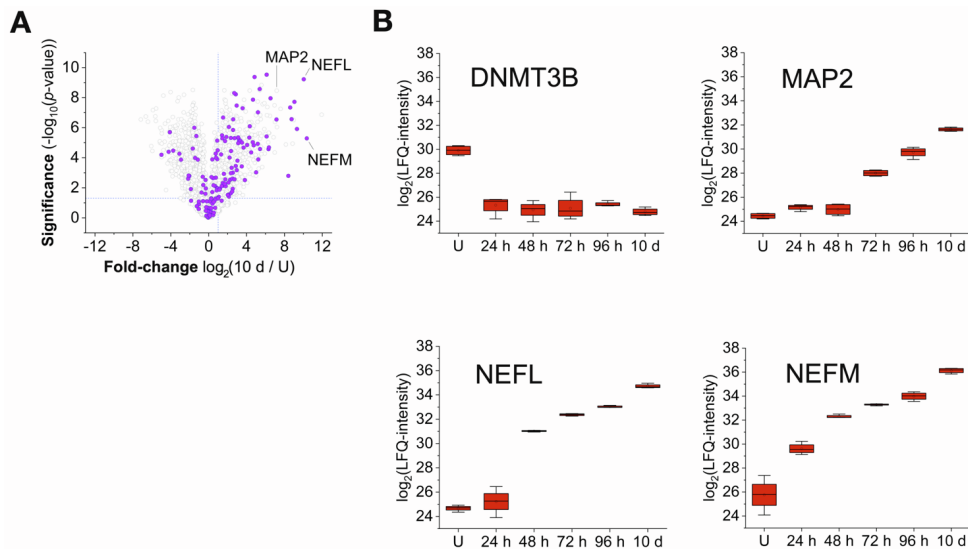 A
Significance (-log10(p-value))
10
8
6
4
2
0
MAP2
NEFL
NEFM
-12 -8 -4 0 4 8 12
Fold-change log2(10 d / U)
B
log2(LFQ-intensity)
38
36
34
32
30
28
26
24
DNMT3B
U 24 h 48 h 72 h 96 h 10 d
log2(LFQ-intensity)
38
36
34
32
30
28
26
24
MAP2
U 24 h 48 h 72 h 96 h 10 d
log2(LFQ-intensity)
38
36
34
32
30
28
26
24
NEFL
U 24 h 48 h 72 h 96 h 10 d
log2(LFQ-intensity)
38
36
34
32
30
28
26
24
NEFM
U 24 h 48 h 72 h 96 h 10 d